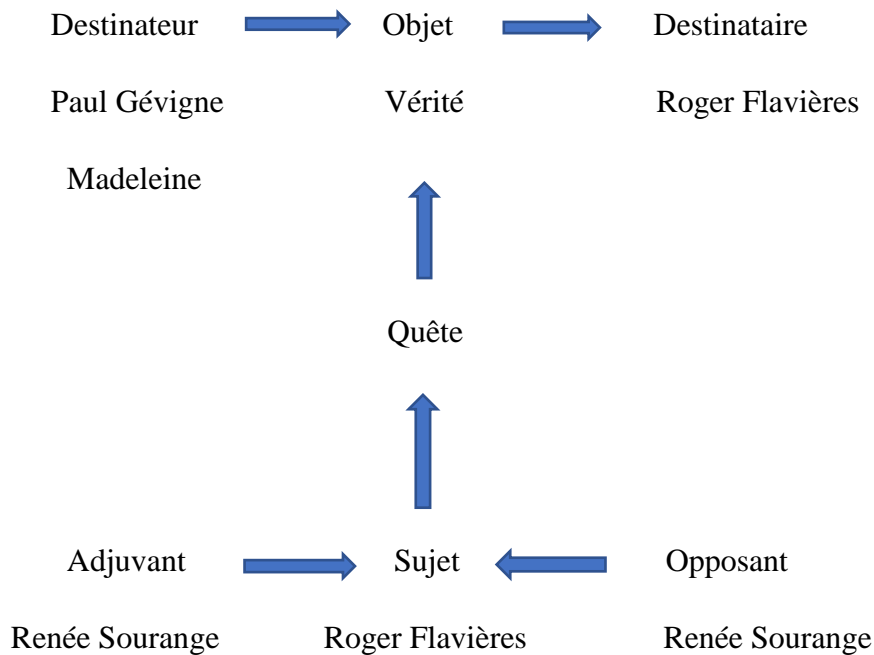 Destinateur Objet Destinataire
Paul Gévigne Vérité Roger Flavières
Madeleine
Quête
Adjuvant Sujet Opposant
Renée Sourange Roger Flavières Renée Sourange